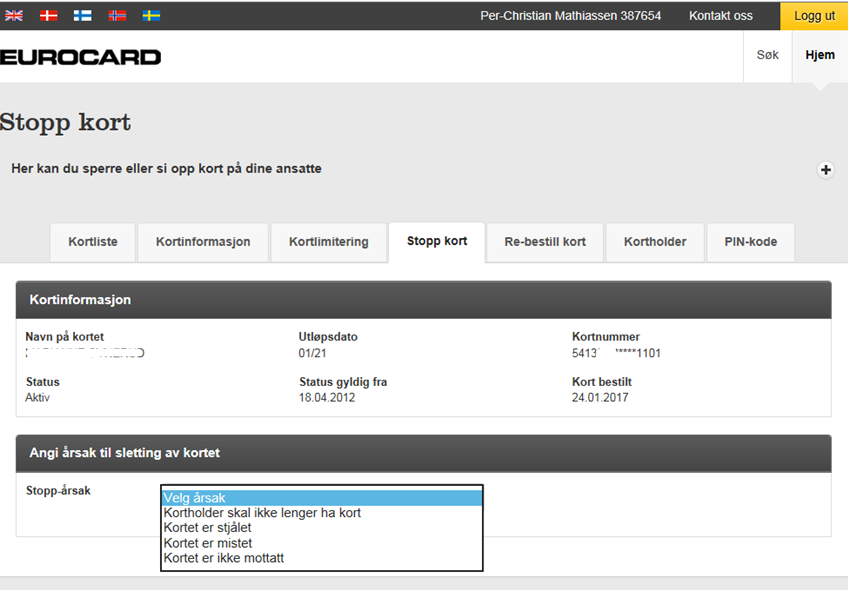 Per-Christian Mathiassen 387654 Kontakt oss Logg ut
EUROCARD Søk Hjem
Stopp kort
Her kan du sperre eller si opp kort på dine ansatte
Kortliste Kortinformasjon Kortlimitering Stopp kort Re-bestill kort Kortholder PIN-kode
Kortinformasjon
Navn på kortet Utløpsdato Kortnummer
01/21 5413 ****1101
Status Status gyldig fra Kort bestilt
Aktiv 18.04.2012 24.01.2017
Angi årsak til sletting av kortet
Stopp-årsak
Velg årsak
Kortholder skal ikke lenger ha kort
Kortet er stjålet
Kortet er mistet
Kortet er ikke mottatt